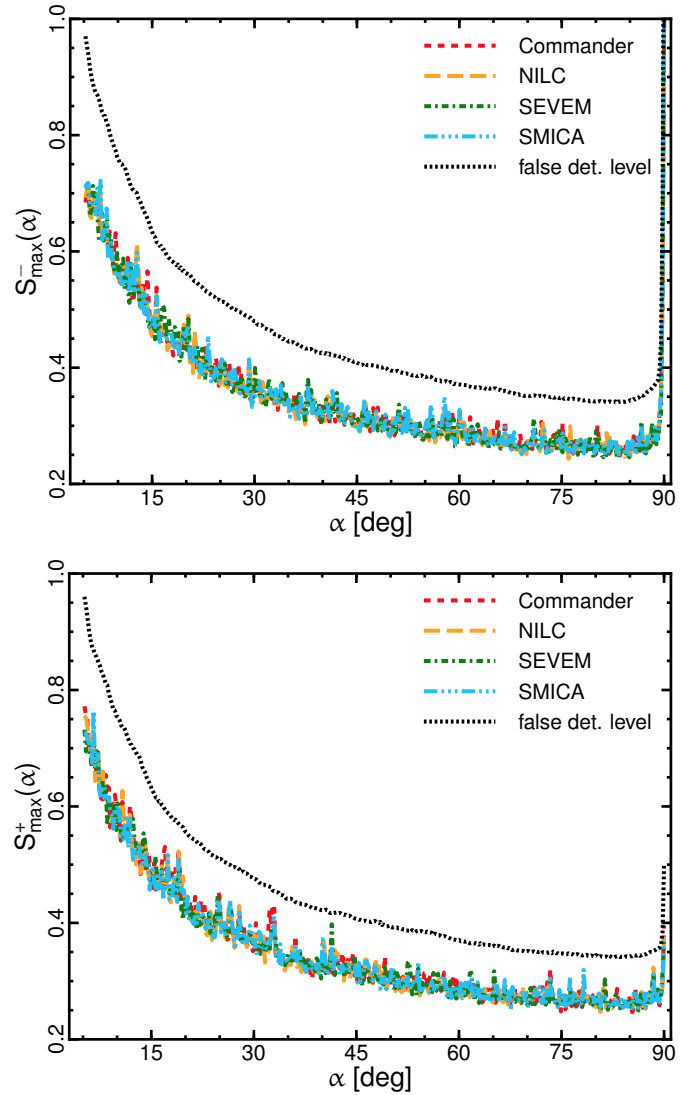 1.0
0.8
0.6
0.4
0.2
S⁻max(α)
Commander
NILC
SEVEM
SMICA
false det. level
15 30 45 60 75 90
α [deg]
1.0
0.8
0.6
0.4
0.2
S⁺max(α)
Commander
NILC
SEVEM
SMICA
false det. level
15 30 45 60 75 90
α [deg]